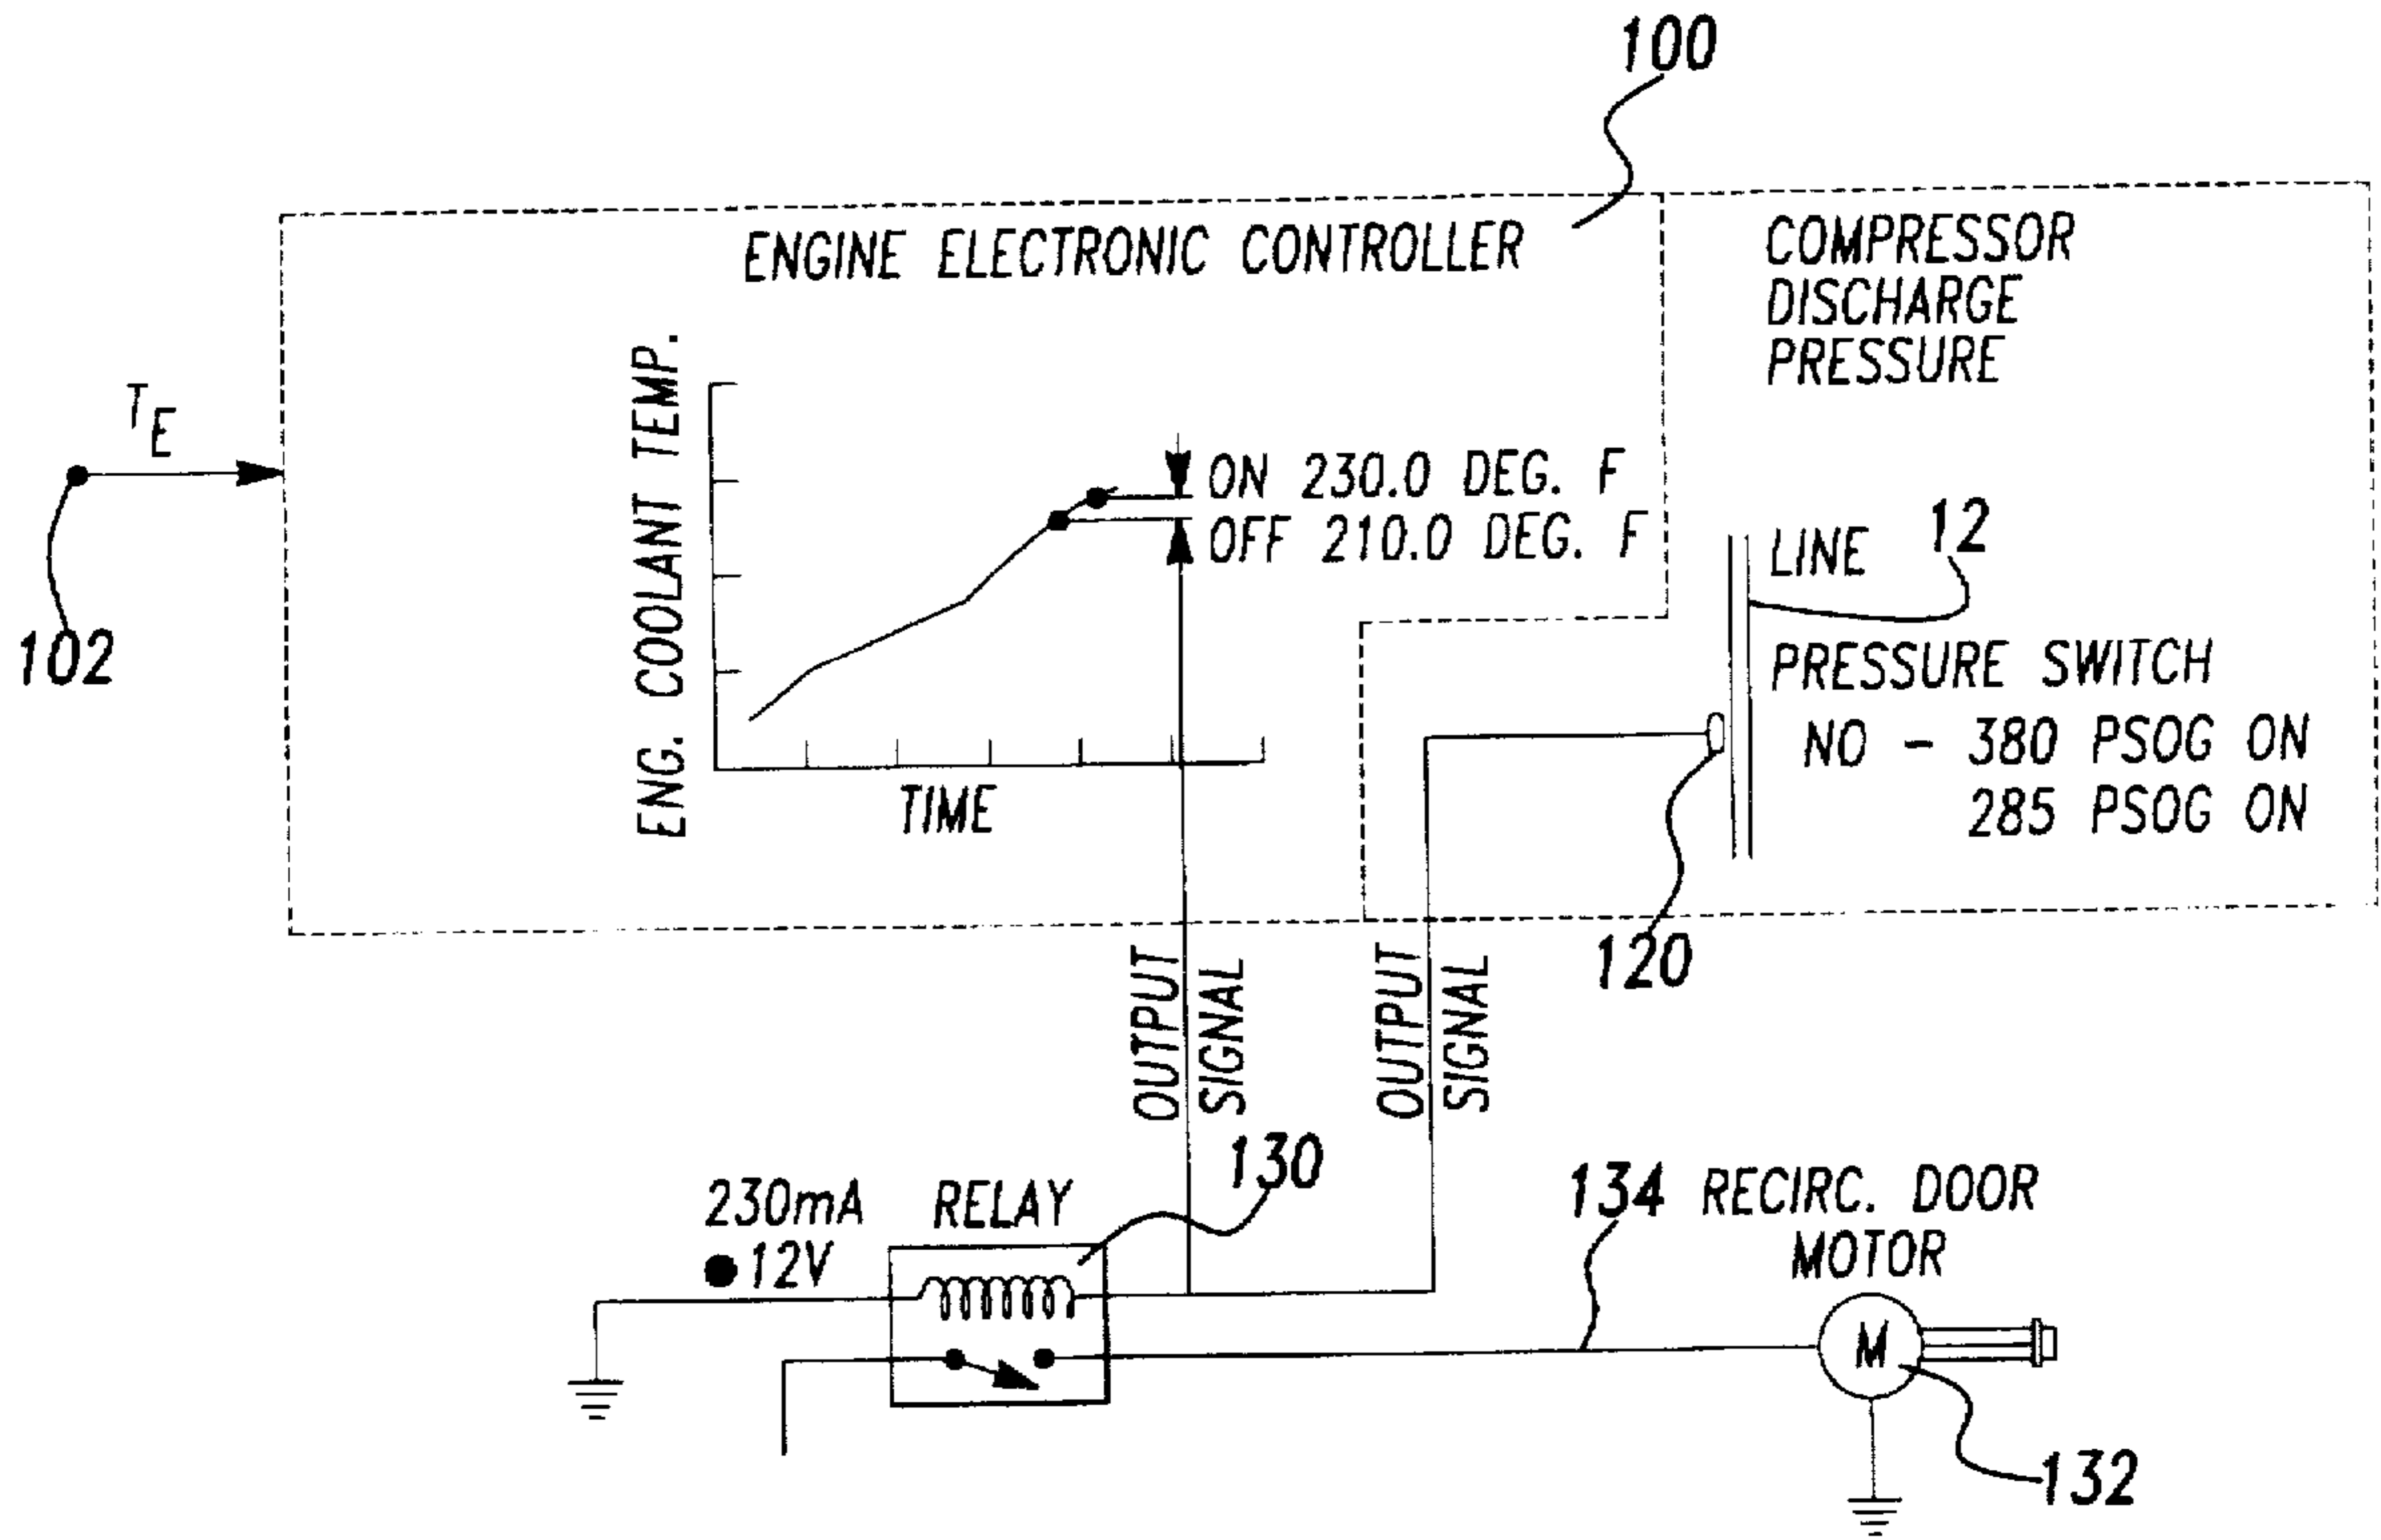 100
ENGINE ELECTRONIC CONTROLLER
COMPRESSOR
DISCHARGE
PRESSURE
TE
102
ENG. COOLANT TEMP.
ON 230.0 DEG. F
OFF 210.0 DEG. F
TIME
LINE
12
PRESSURE SWITCH
NO - 380 PSOG ON
285 PSOG ON
120
OUTPUT
SIGNAL
OUTPUT
SIGNAL
230mA
12V
RELAY
130
134 RECIRC. DOOR
MOTOR
M
132